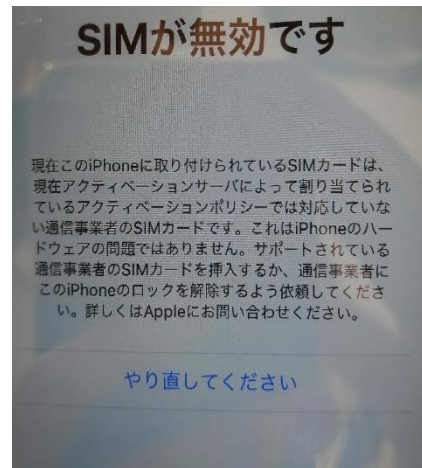 SIMが無効です
現在このiPhoneに取り付けられているSIMカードは、
現在アクティベーションサーバによって割り当てられ
ているアクティベーションポリシーでは対応していな
い通信事業者のSIMカードです。これはiPhoneのハー
ドウェアの問題ではありません。サポートされている
通信事業者のSIMカードを挿入するか、通信事業者に
このiPhoneのロックを解除するよう依頼してくださ
い。詳しくはAppleにお問い合わせください。
やり直してください